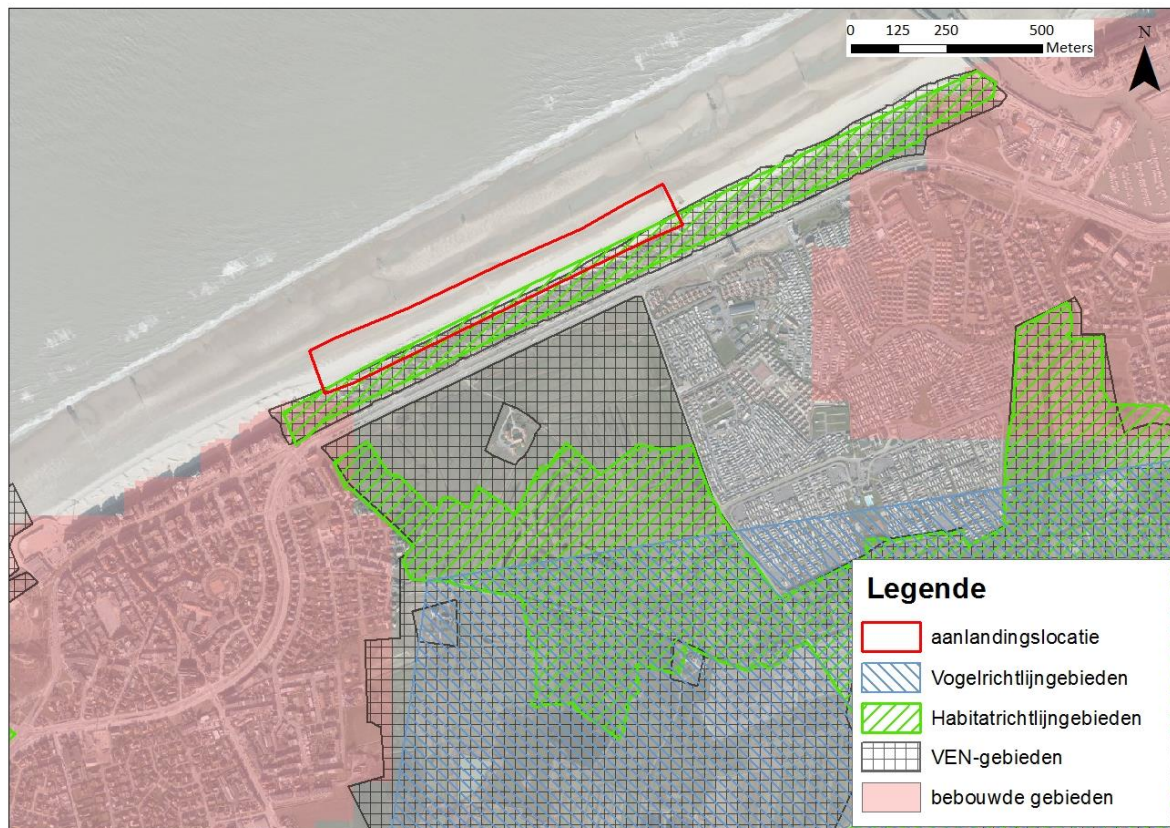 0 125 250 500
Meters
N
Legende
aanlandingslocatie
Vogelrichtlijngebieden
Habitatrichtlijngebieden
VEN-gebieden
bebouwde gebieden